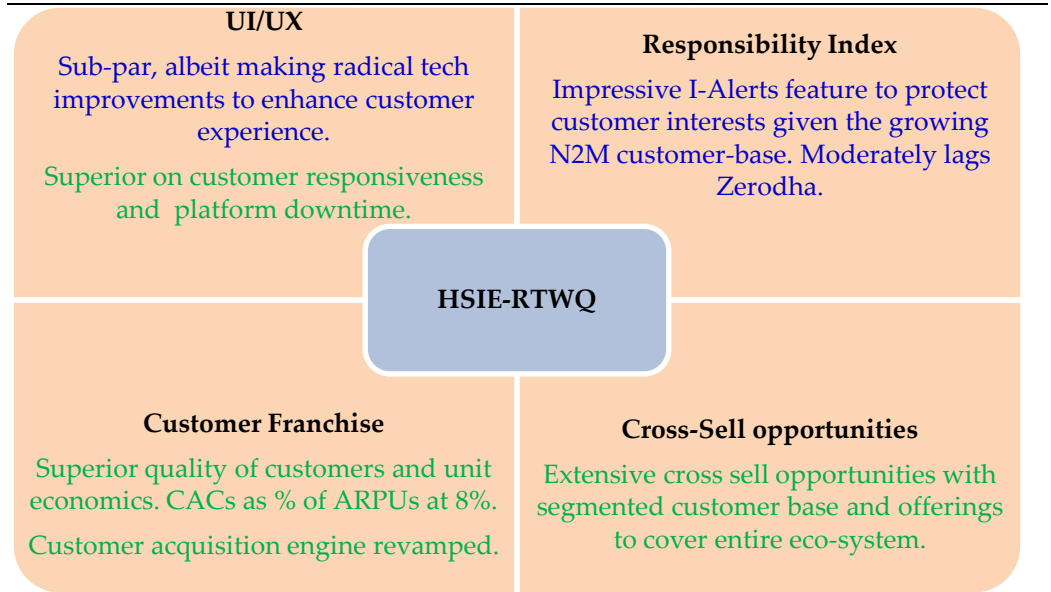 UI/UX
Sub-par, albeit making radical tech
improvements to enhance customer
experience.
Superior on customer responsiveness
and platform downtime.
Responsibility Index
Impressive I-Alerts feature to protect
customer interests given the growing
N2M customer-base. Moderately lags
Zerodha.
HSIE-RTWQ
Customer Franchise
Superior quality of customers and unit
economics. CACs as % of ARPUs at 8%.
Customer acquisition engine revamped.
Cross-Sell opportunities
Extensive cross sell opportunities with
segmented customer base and offerings
to cover entire eco-system.